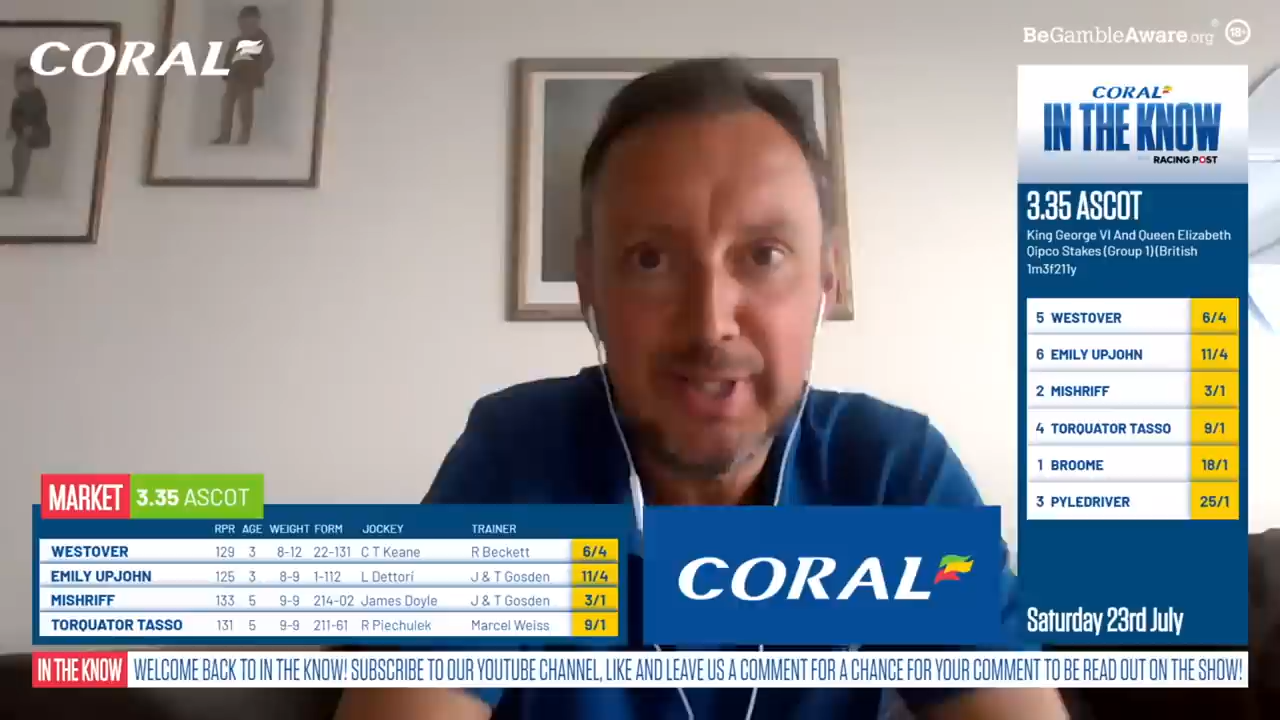 CORAL
BeGambleAware.org® 18+
CORAL
IN THE KNOW
RACING POST
3.35 ASCOT
King George VI And Queen Elizabeth
Qipco Stakes (Group 1) (British
1m3f211y
5 WESTOVER 6/4
6 EMILY UPJOHN 11/4
2 MISHRIFF 3/1
4 TORQUATOR TASSO 9/1
1 BROOME 18/1
3 PYLEDRIVER 25/1
Saturday 23rd July
MARKET 3.35 ASCOT
RPR AGE WEIGHT FORM JOCKEY TRAINER
WESTOVER 129 3 8-12 22-131 C T Keane R Beckett 6/4
EMILY UPJOHN 125 3 8-9 1-112 L Dettori J & T Gosden 11/4
MISHRIFF 133 5 9-9 214-02 James Doyle J & T Gosden 3/1
TORQUATOR TASSO 131 5 9-9 211-61 R Piechulek Marcel Weiss 9/1
CORAL
IN THE KNOW WELCOME BACK TO IN THE KNOW! SUBSCRIBE TO OUR YOUTUBE CHANNEL, LIKE AND LEAVE US A COMMENT FOR A CHANCE FOR YOUR COMMENT TO BE READ OUT ON THE SHOW!